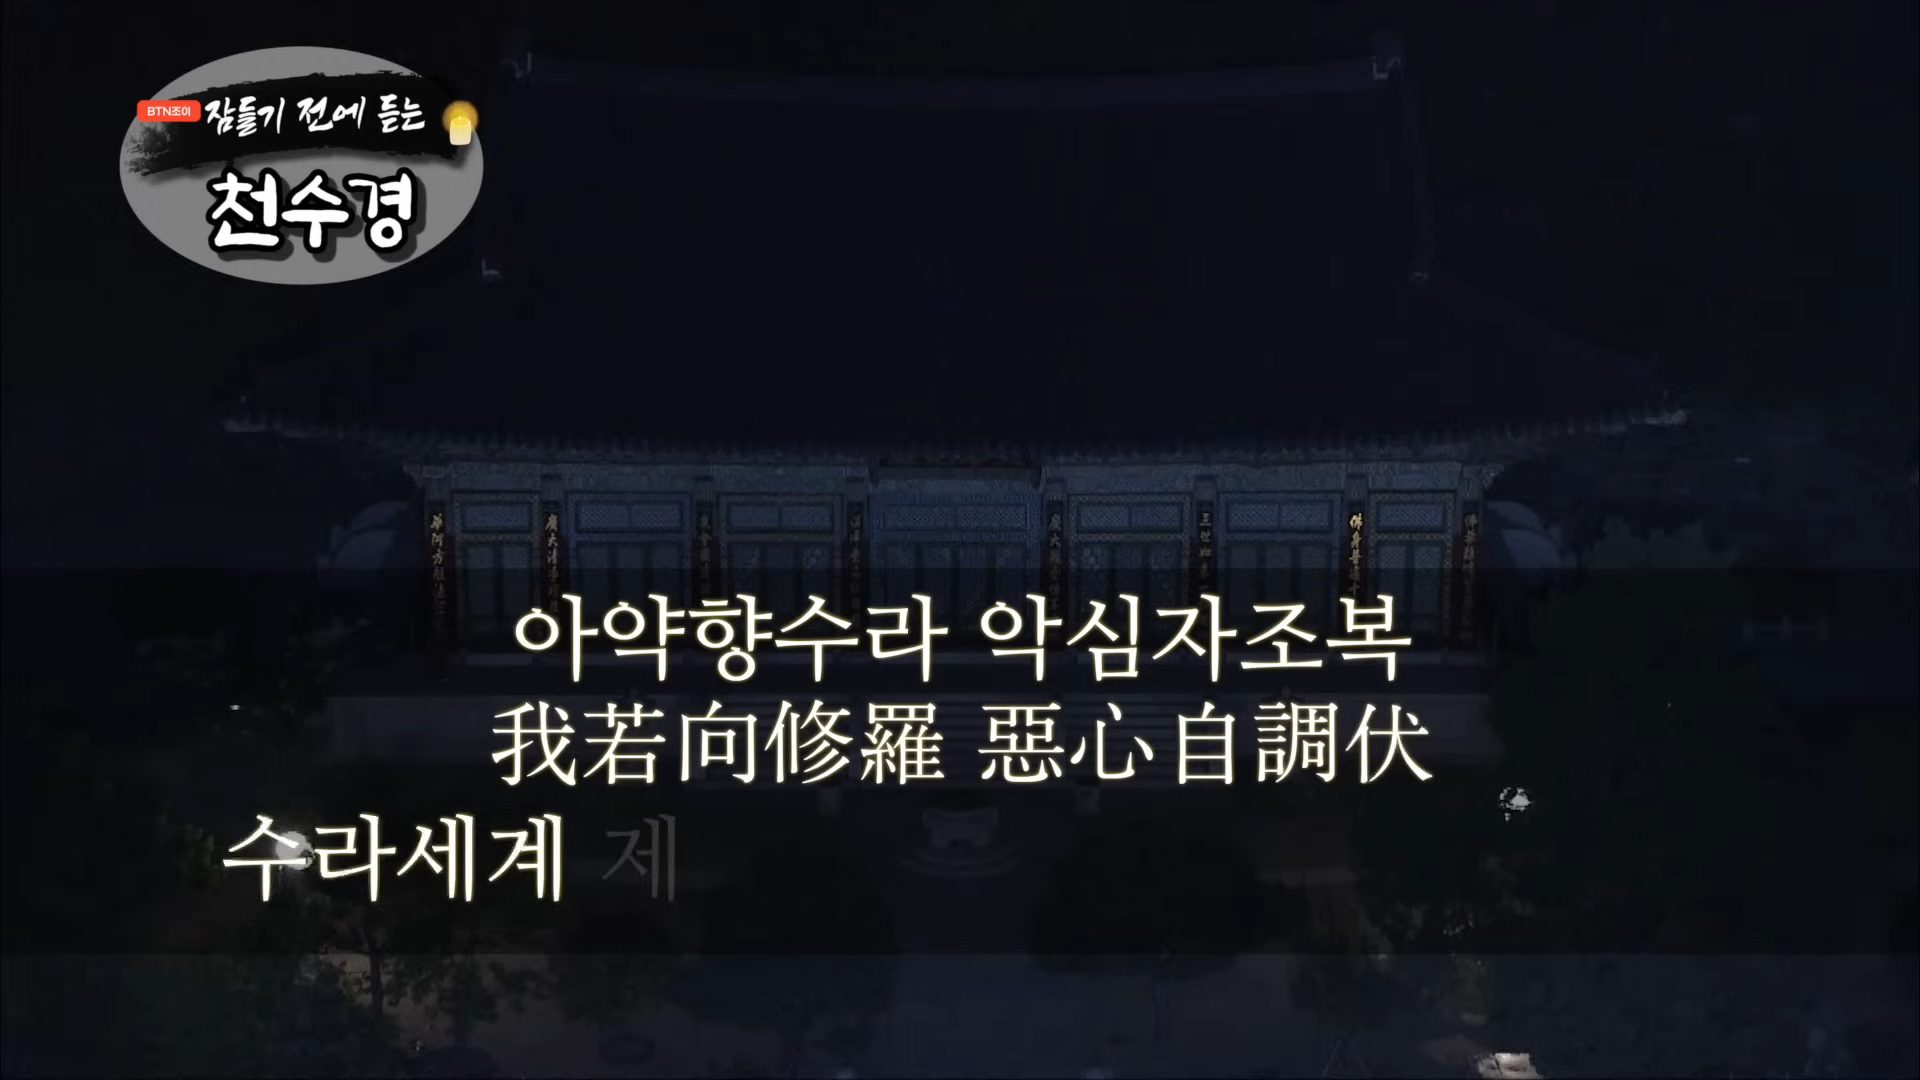 BTN조이 잠들기 전에 듣는
천수경
아약향수라 악심자조복
我若向修羅 惡心自調伏
수라세계 제